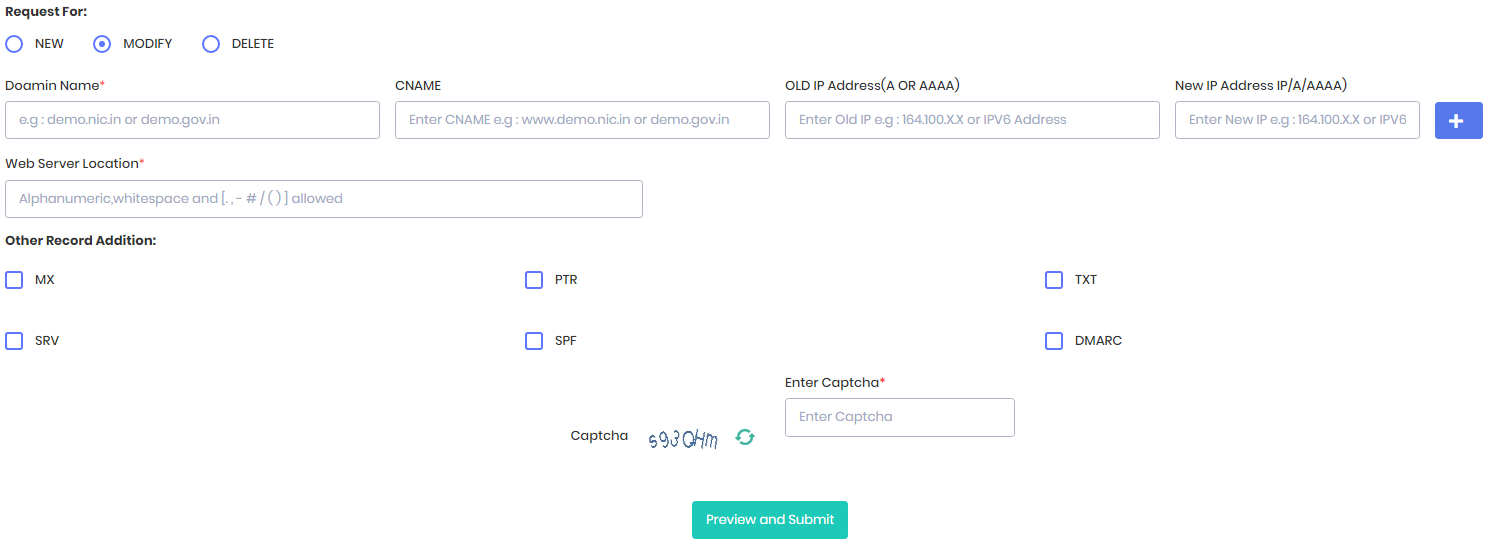 Request For:
NEW MODIFY DELETE
Doamin Name* CNAME OLD IP Address(A OR AAAA) New IP Address IP/A/AAAA)
e.g : demo.nic.in or demo.gov.in Enter CNAME e.g : www.demo.nic.in or demo.gov.in Enter Old IP e.g : 164.100.X.X or IPV6 Address Enter New IP e.g : 164.100.X.X or IPV6 +
Web Server Location*
Alphanumeric,whitespace and [. , - # / ( ) ] allowed
Other Record Addition:
MX PTR TXT
SRV SPF DMARC
Enter Captcha*
Enter Captcha
Captcha s93QHm
Preview and Submit